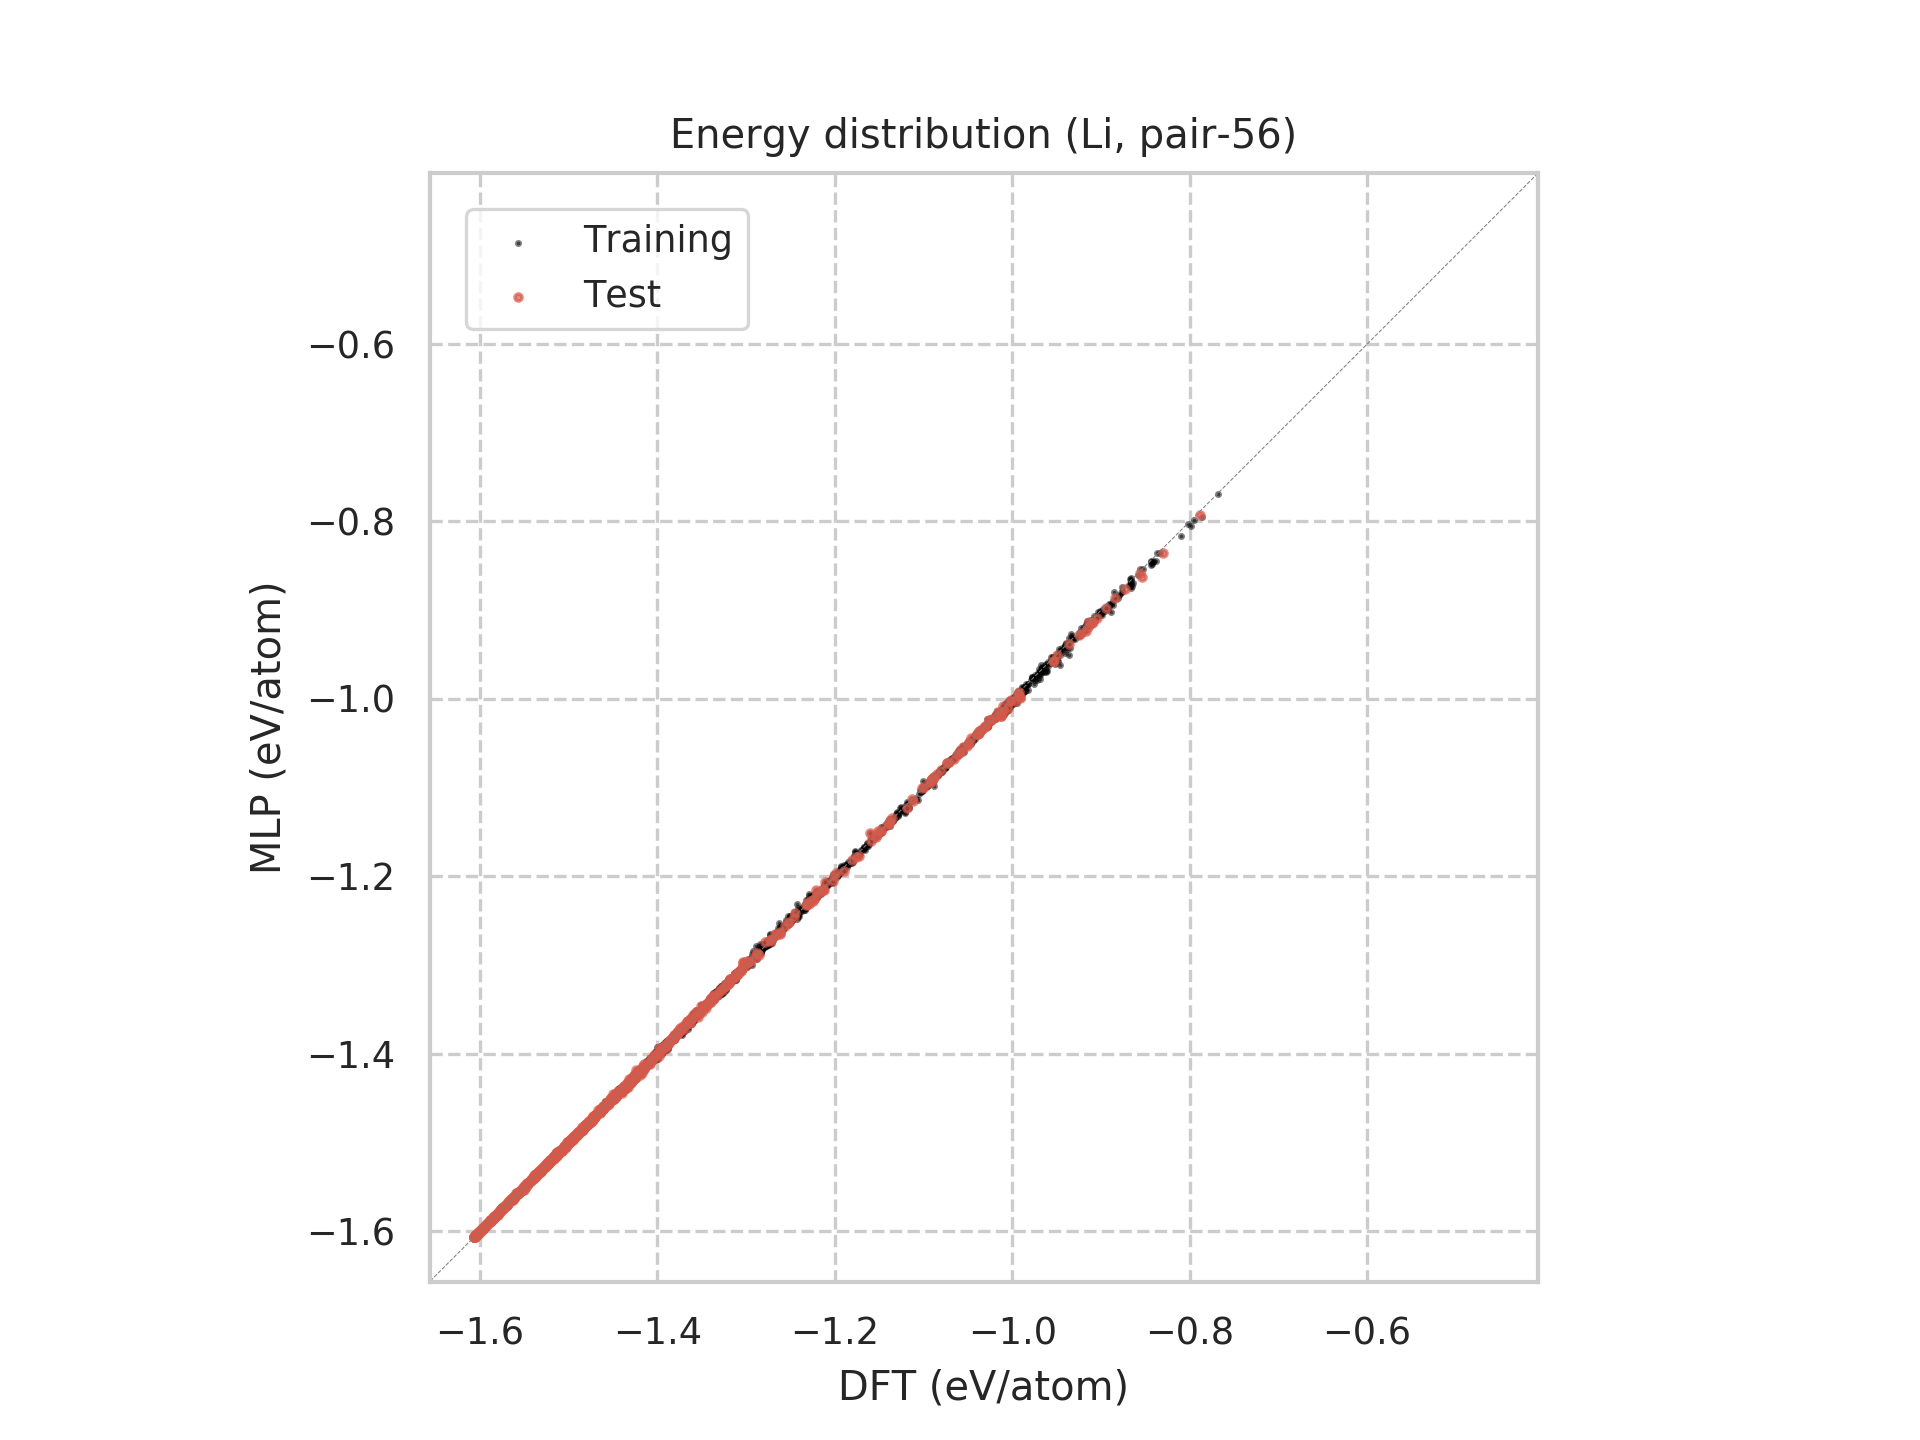 Energy distribution (Li, pair-56)
Training
Test
−0.6
−0.8
−1.0
−1.2
−1.4
−1.6
MLP (eV/atom)
−1.6 −1.4 −1.2 −1.0 −0.8 −0.6
DFT (eV/atom)